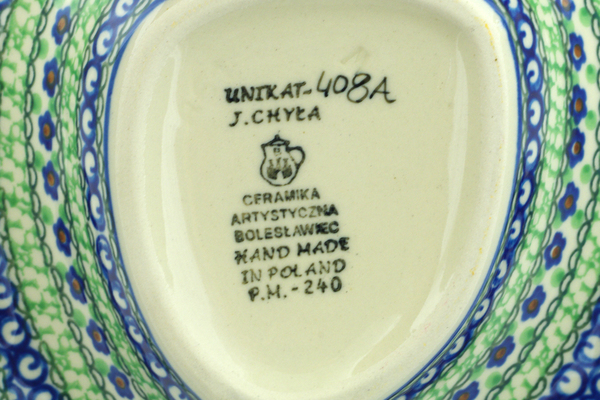 UNIKAT-408A
J.CHYŁA
CERAMIKA
ARTYSTYCZNA
BOLESŁAWIEC
HAND MADE
IN POLAND
P.M.-240